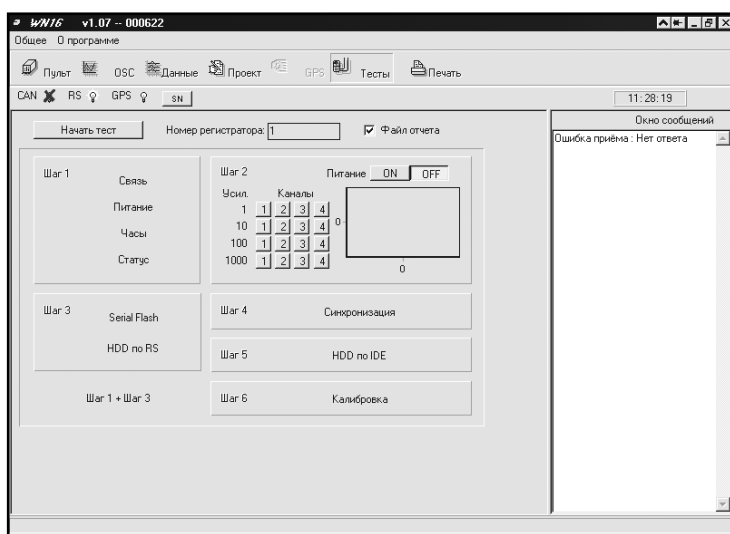 WN16 v1.07 -- 000622
Общее О программе
Пульт OSC Данные Проект GPS Тесты Печать
CAN RS GPS SN 11:28:19
Начать тест Номер регистратора: 1 Файл отчета
Окно сообщений
Ошибка приёма : Нет ответа
Шаг 1
Связь
Питание
Часы
Статус
Шаг 2 Питание ON OFF
Усил. Каналы
1 1 2 3 4
10 1 2 3 4
100 1 2 3 4
1000 1 2 3 4
0
0
Шаг 3
Serial Flash
HDD по RS
Шаг 4 Синхронизация
Шаг 5 HDD по IDE
Шаг 1 + Шаг 3
Шаг 6 Калибровка